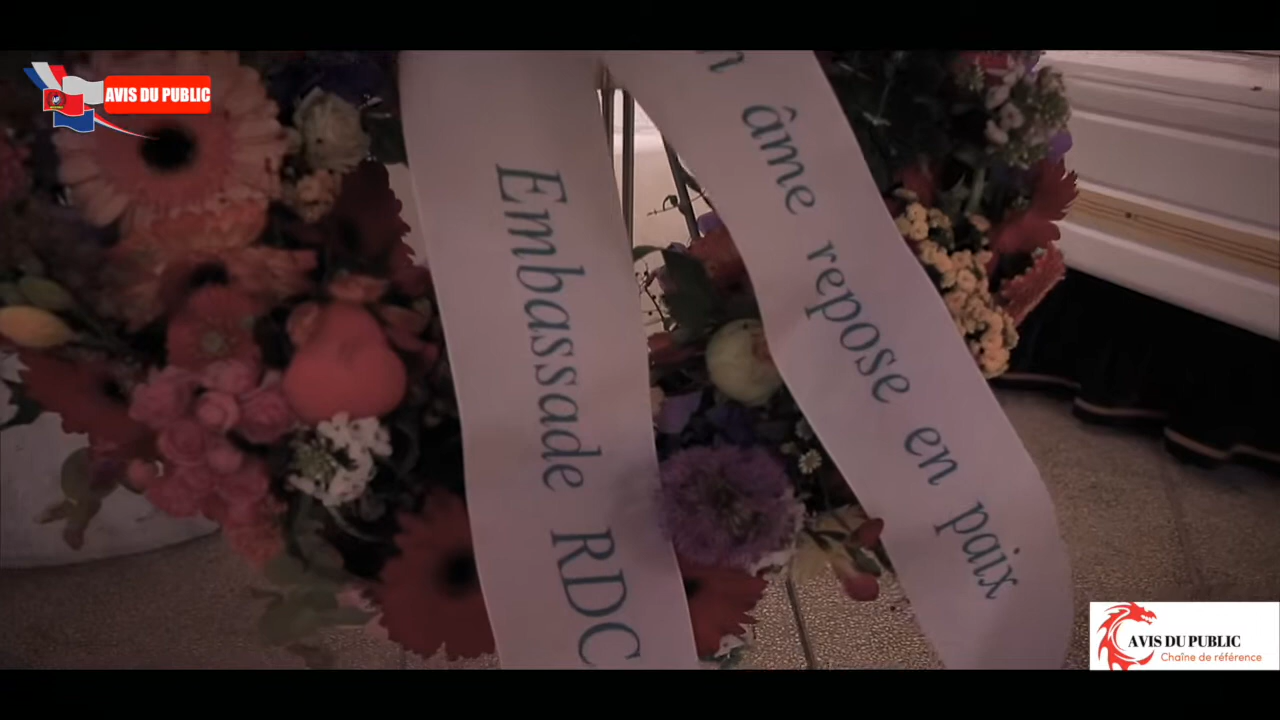 AVIS DU PUBLIC
Embassade RDC
âme repose en paix
AVIS DU PUBLIC
Chaîne de référence